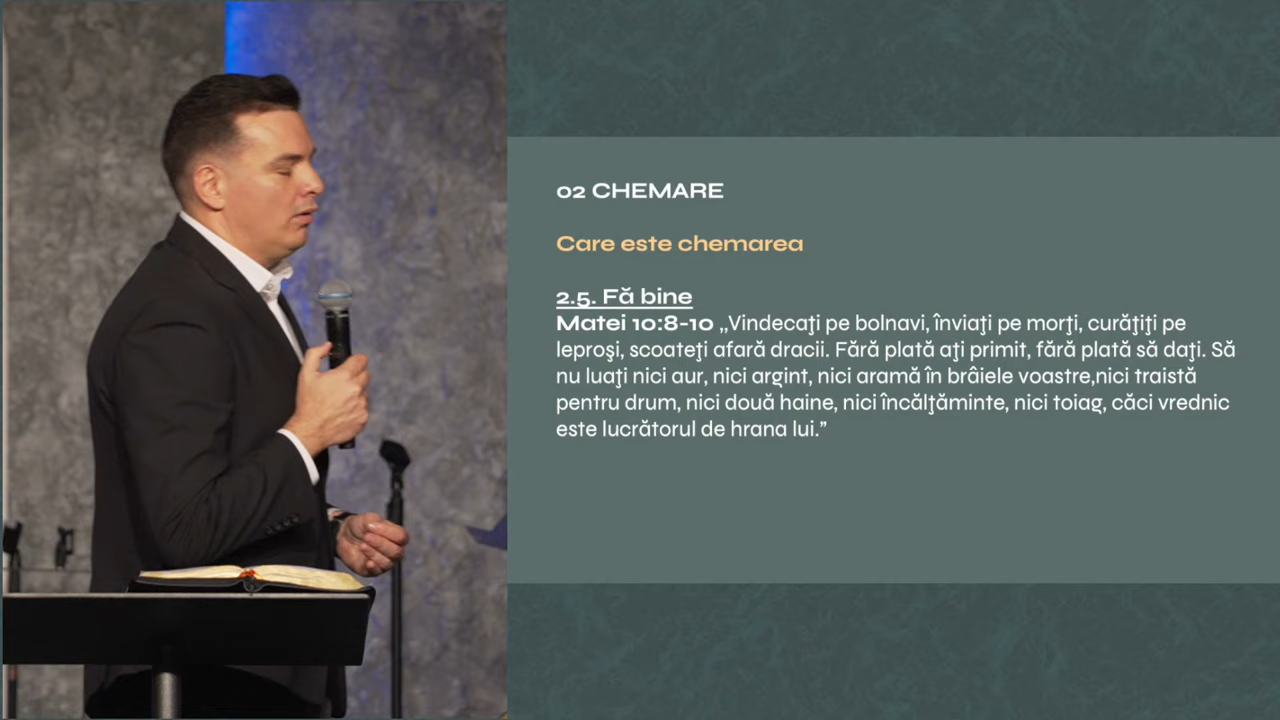 02 CHEMARE
Care este chemarea
2.5. Fă bine
Matei 10:8-10 „Vindecaţi pe bolnavi, înviaţi pe morţi, curăţiţi pe
leproşi, scoateţi afară dracii. Fără plată aţi primit, fără plată să daţi. Să
nu luaţi nici aur, nici argint, nici aramă în brâiele voastre,nici traistă
pentru drum, nici două haine, nici încălţăminte, nici toiag, căci vrednic
este lucrătorul de hrana lui.”